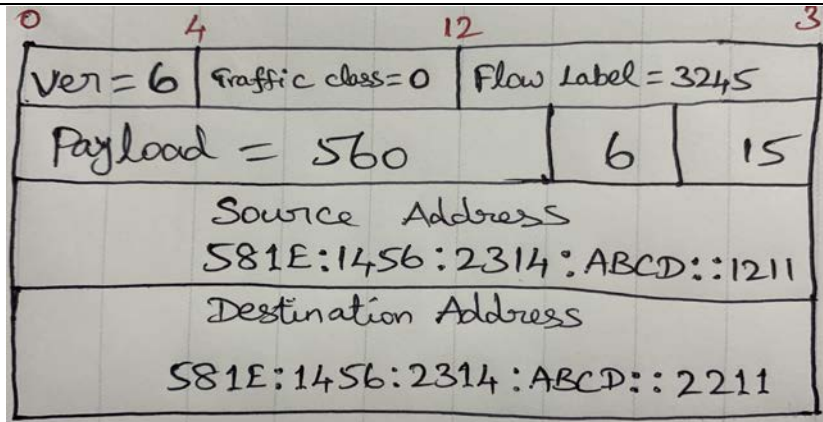 0 4 12 3
Ver = 6 Traffic class = 0 Flow Label = 3245
Payload = 560 6 15
Source Address
581E:1456:2314:ABCD::1211
Destination Address
581E:1456:2314:ABCD::2211